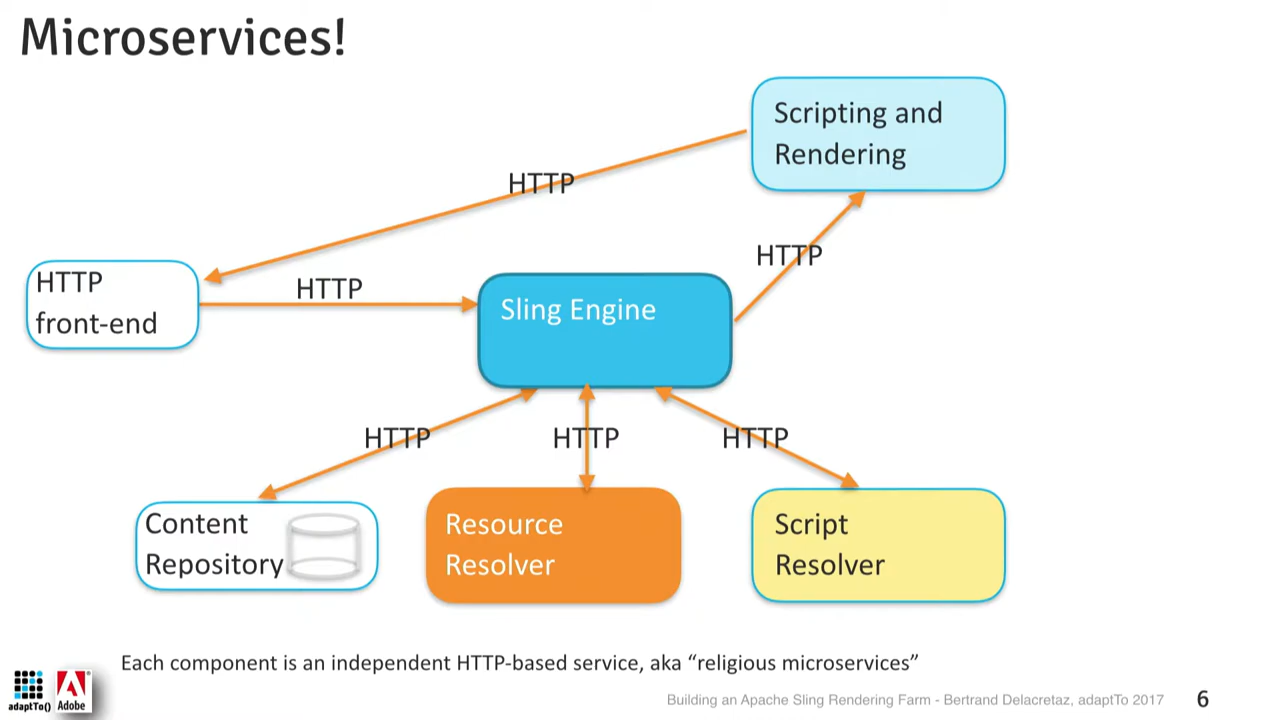 Microservices!
Scripting and
Rendering
HTTP
HTTP
HTTP
front-end
HTTP
Sling Engine
HTTP
HTTP
HTTP
Content
Repository
Resource
Resolver
Script
Resolver
Each component is an independent HTTP-based service, aka “religious microservices”
adaptTo()
Adobe
Building an Apache Sling Rendering Farm - Bertrand Delacretaz, adaptTo 2017
6